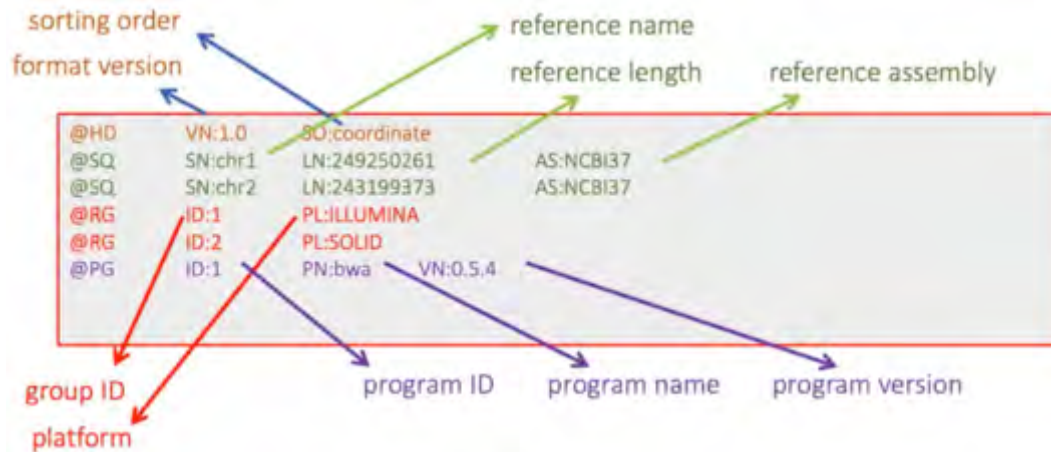 sorting order
reference name
format version
reference length
reference assembly
@HD VN:1.0 SO:coordinate
@SQ SN:chr1 LN:249250261 AS:NCBI37
@SQ SN:chr2 LN:243199373 AS:NCBI37
@RG ID:1 PL:ILLUMINA
@RG ID:2 PL:SOLID
@PG ID:1 PN:bwa VN:0.5.4
group ID
program ID
program name
program version
platform